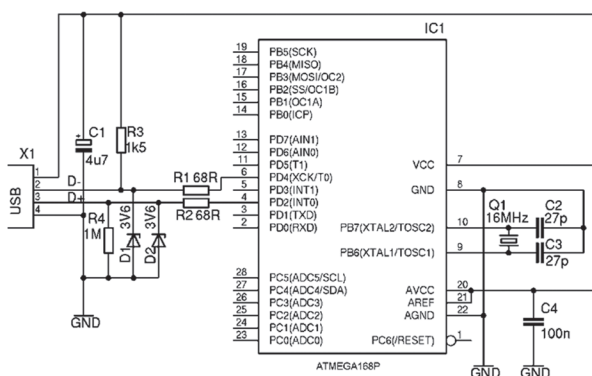 IC1
19 PB5(SCK)
18 PB4(MISO)
17 PB3(MOSI/OC2)
16 PB2(SS/OC1B)
15 PB1(OC1A)
14 PB0(ICP)
13 PD7(AIN1)
12 PD6(AIN0)
11 PD5(T1)
6 PD4(XCK/T0)
5 PD3(INT1)
4 PD2(INT0)
3 PD1(TXD)
2 PD0(RXD)
28 PC5(ADC5/SCL)
27 PC4(ADC4/SDA)
26 PC3(ADC3)
25 PC2(ADC2)
24 PC1(ADC1)
23 PC0(ADC0)
VCC 7
GND 8
PB7(XTAL2/TOSC2) 10
PB6(XTAL1/TOSC1) 9
AVCC 20
AREF 21
AGND 22
PC6(/RESET) 1
ATMEGA168P
X1
USB
1
2
3
4
D-
D+
+
C1
4u7
R3
1k5
R1 68R
R2 68R
R4
1M
D1
3V6
D2
3V6
GND
Q1
16MHz
C2
27p
C3
27p
C4
100n
GND
GND